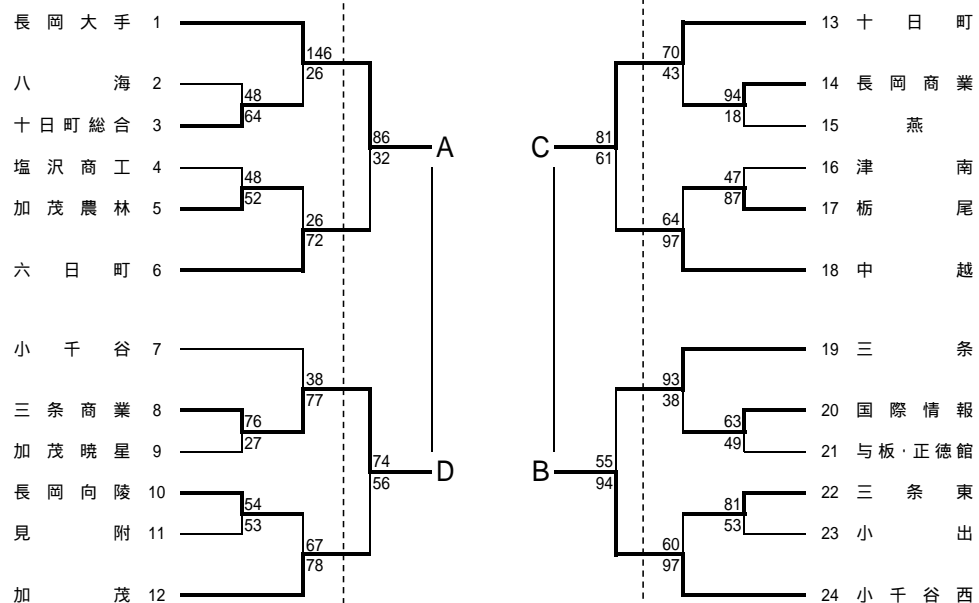 長岡大手 1
146
26
八海 2
48
64
十日町総合 3
86
32
A
塩沢商工 4
48
52
加茂農林 5
26
72
六日町 6
小千谷 7
38
77
三条商業 8
76
27
加茂暁星 9
74
56
D
長岡向陵 10
54
53
見附 11
67
78
加茂 12
13 十日町
70
43
14 長岡商業
94
18
15 燕
C
81
61
16 津南
47
87
17 栃尾
64
97
18 中越
19 三条
93
38
20 国際情報
63
49
21 与板・正徳館
B
55
94
22 三条東
81
53
23 小出
60
97
24 小千谷西